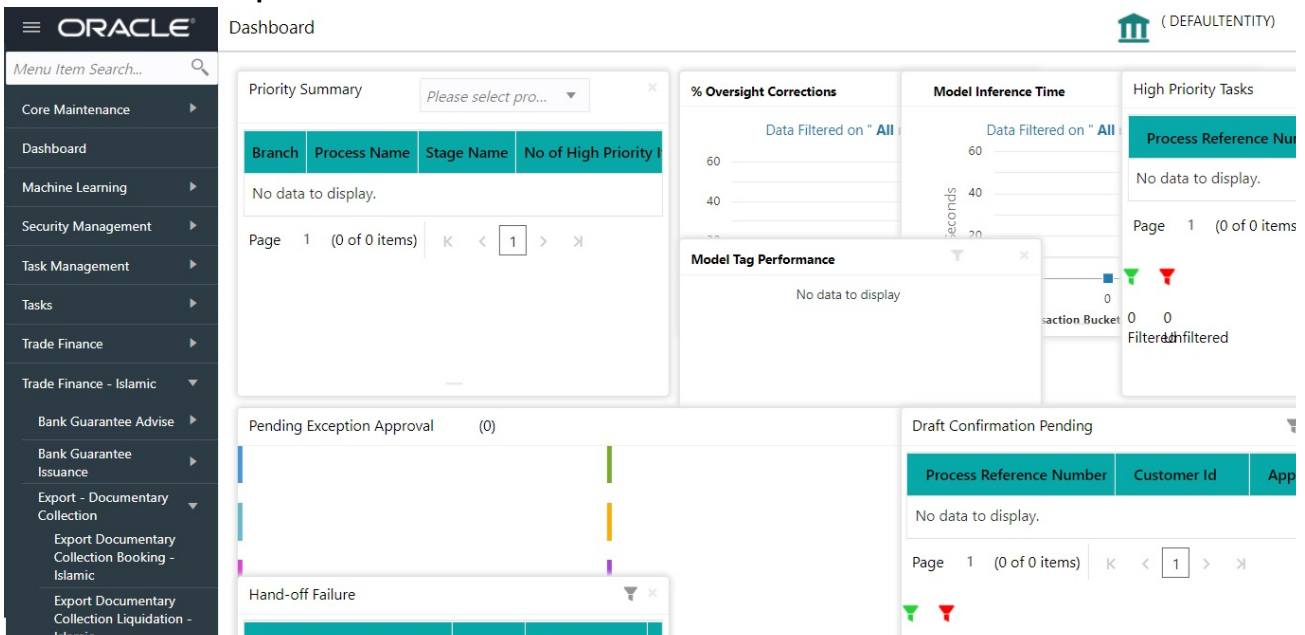 ORACLE
Dashboard
( DEFAULTENTITY)
Menu Item Search...
Core Maintenance
Dashboard
Machine Learning
Security Management
Task Management
Tasks
Trade Finance
Trade Finance - Islamic
Bank Guarantee Advise
Bank Guarantee
Issuance
Export - Documentary
Collection
Export Documentary
Collection Booking -
Islamic
Export Documentary
Collection Liquidation -
Priority Summary
Please select pro...
Branch Process Name Stage Name No of High Priority
No data to display.
Page 1 (0 of 0 items) 1
% Oversight Corrections
Data Filtered on " All
60
40
Model Inference Time
Data Filtered on " All
60
40
20
Seconds
0
saction Bucket
High Priority Tasks
Process Reference Nu
No data to display.
Page 1 (0 of 0 items
0 0
Filtered Unfiltered
Model Tag Performance
No data to display
Pending Exception Approval (0)
Draft Confirmation Pending
Process Reference Number Customer Id App
No data to display.
Page 1 (0 of 0 items) 1
Hand-off Failure